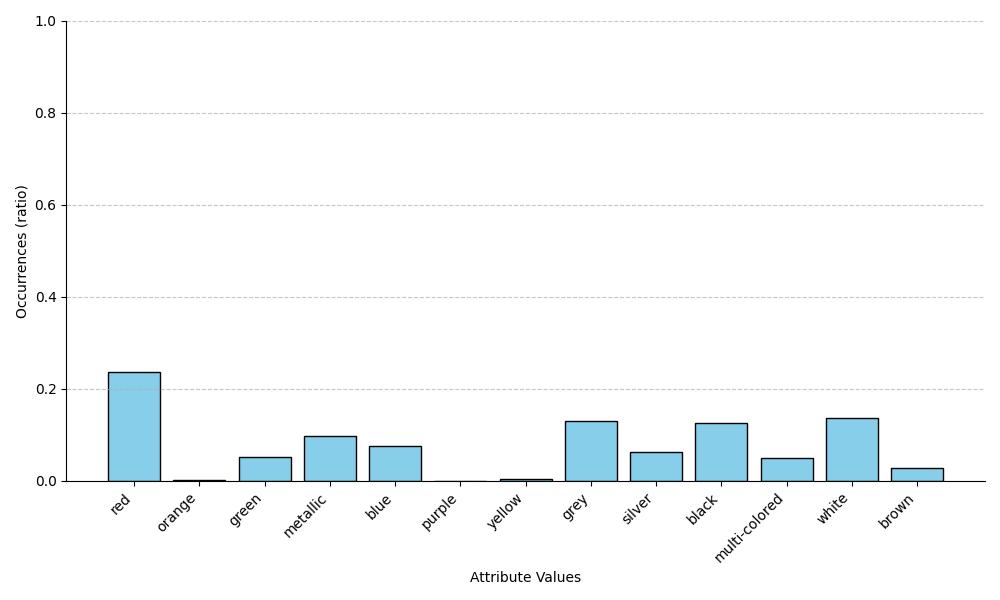 1.0
0.8
0.6
0.4
0.2
0.0
Occurrences (ratio)
red
orange
green
metallic
blue
purple
yellow
grey
silver
black
multi-colored
white
brown
Attribute Values